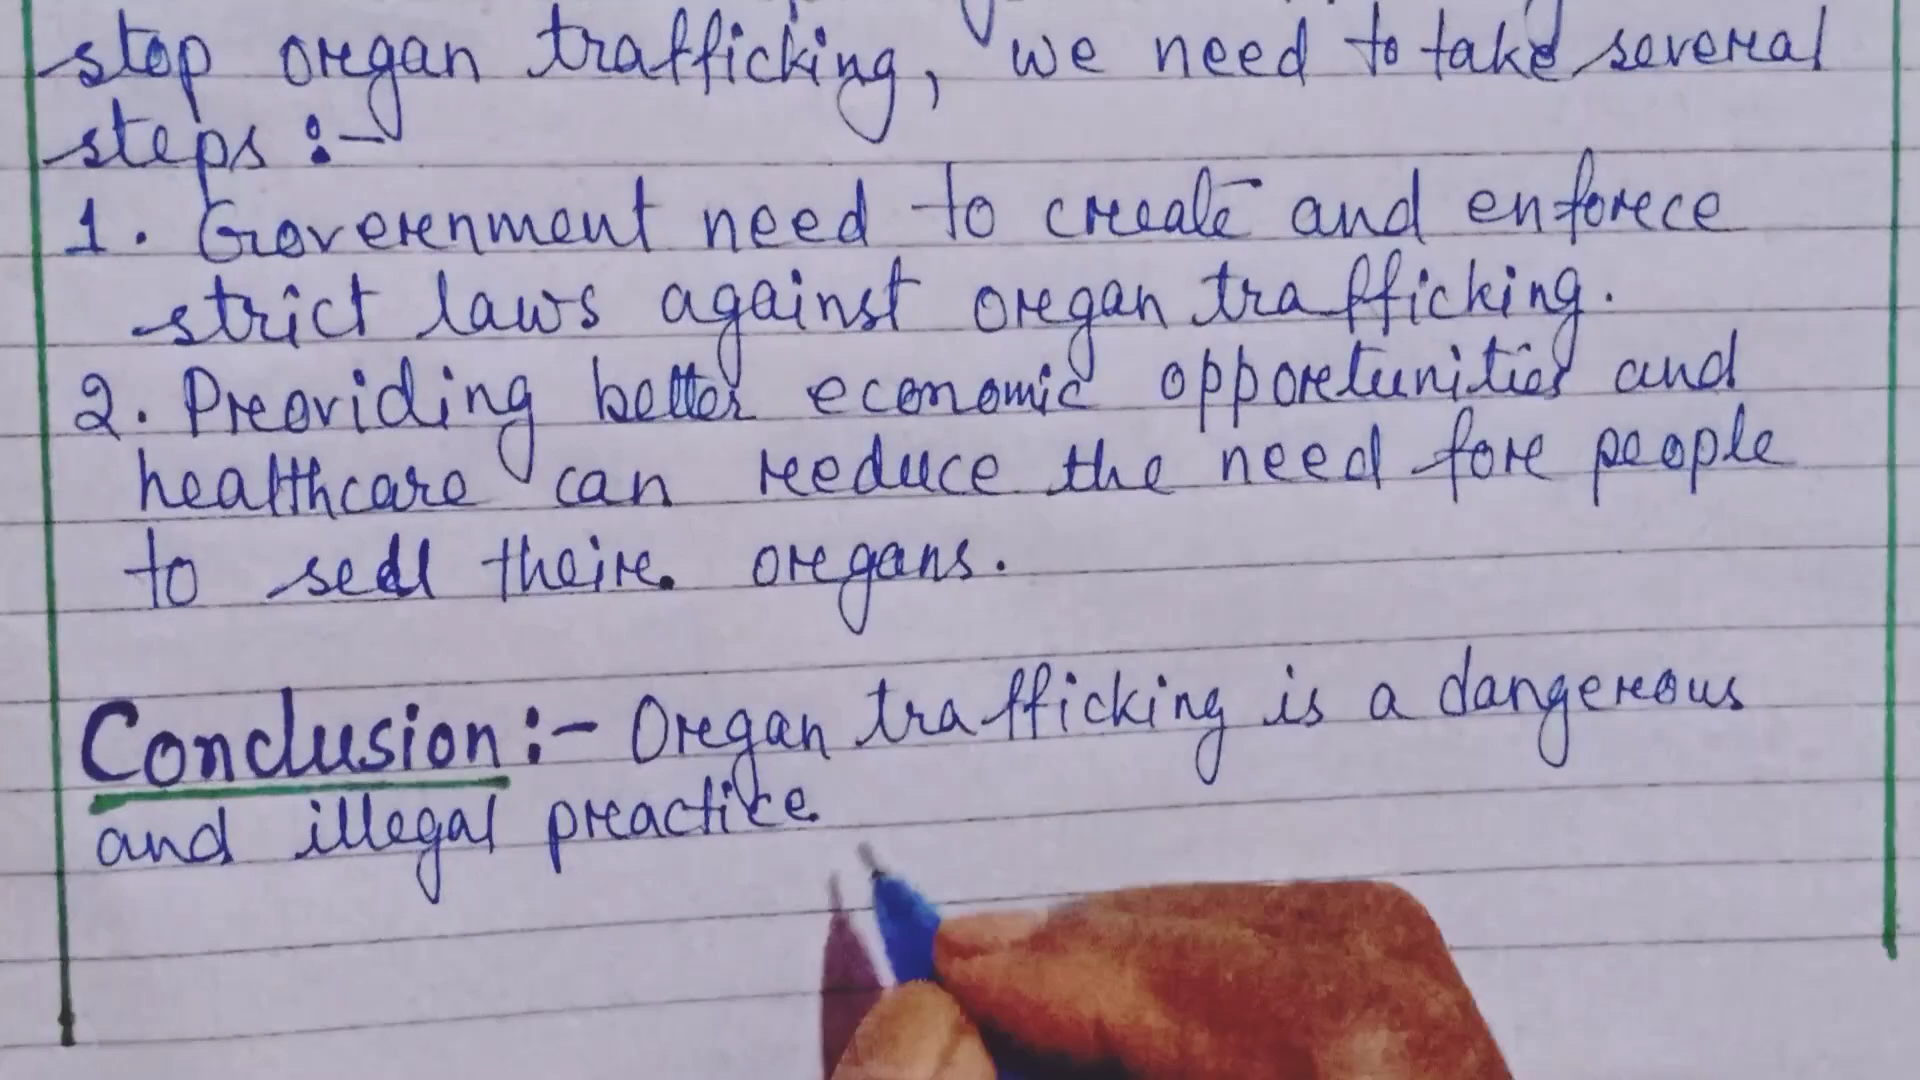 stop organ trafficking, we need to take several
steps :-
1. Government need to create and enforce
strict laws against organ trafficking.
2. Providing better economic opportunities and
healthcare can reduce the need for people
to sell their. organs.
Conclusion :- Organ trafficking is a dangerous
and illegal practice.